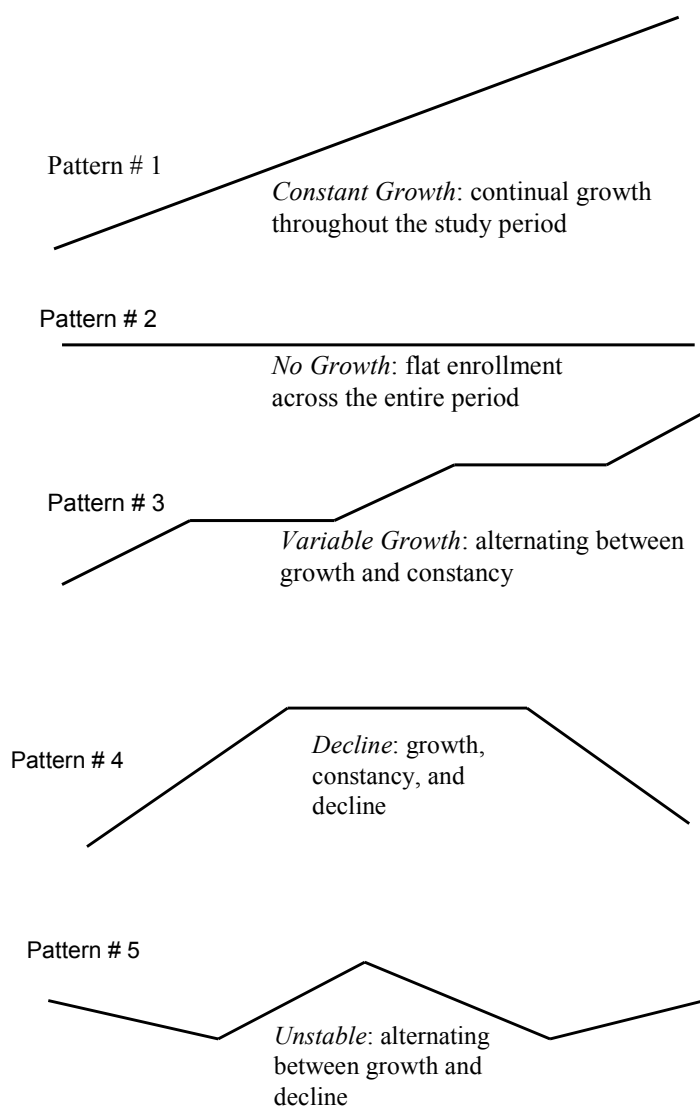 Pattern # 1
Constant Growth: continual growth
throughout the study period
Pattern # 2
No Growth: flat enrollment
across the entire period
Pattern # 3
Variable Growth: alternating between
growth and constancy
Pattern # 4
Decline: growth,
constancy, and
decline
Pattern # 5
Unstable: alternating
between growth and
decline